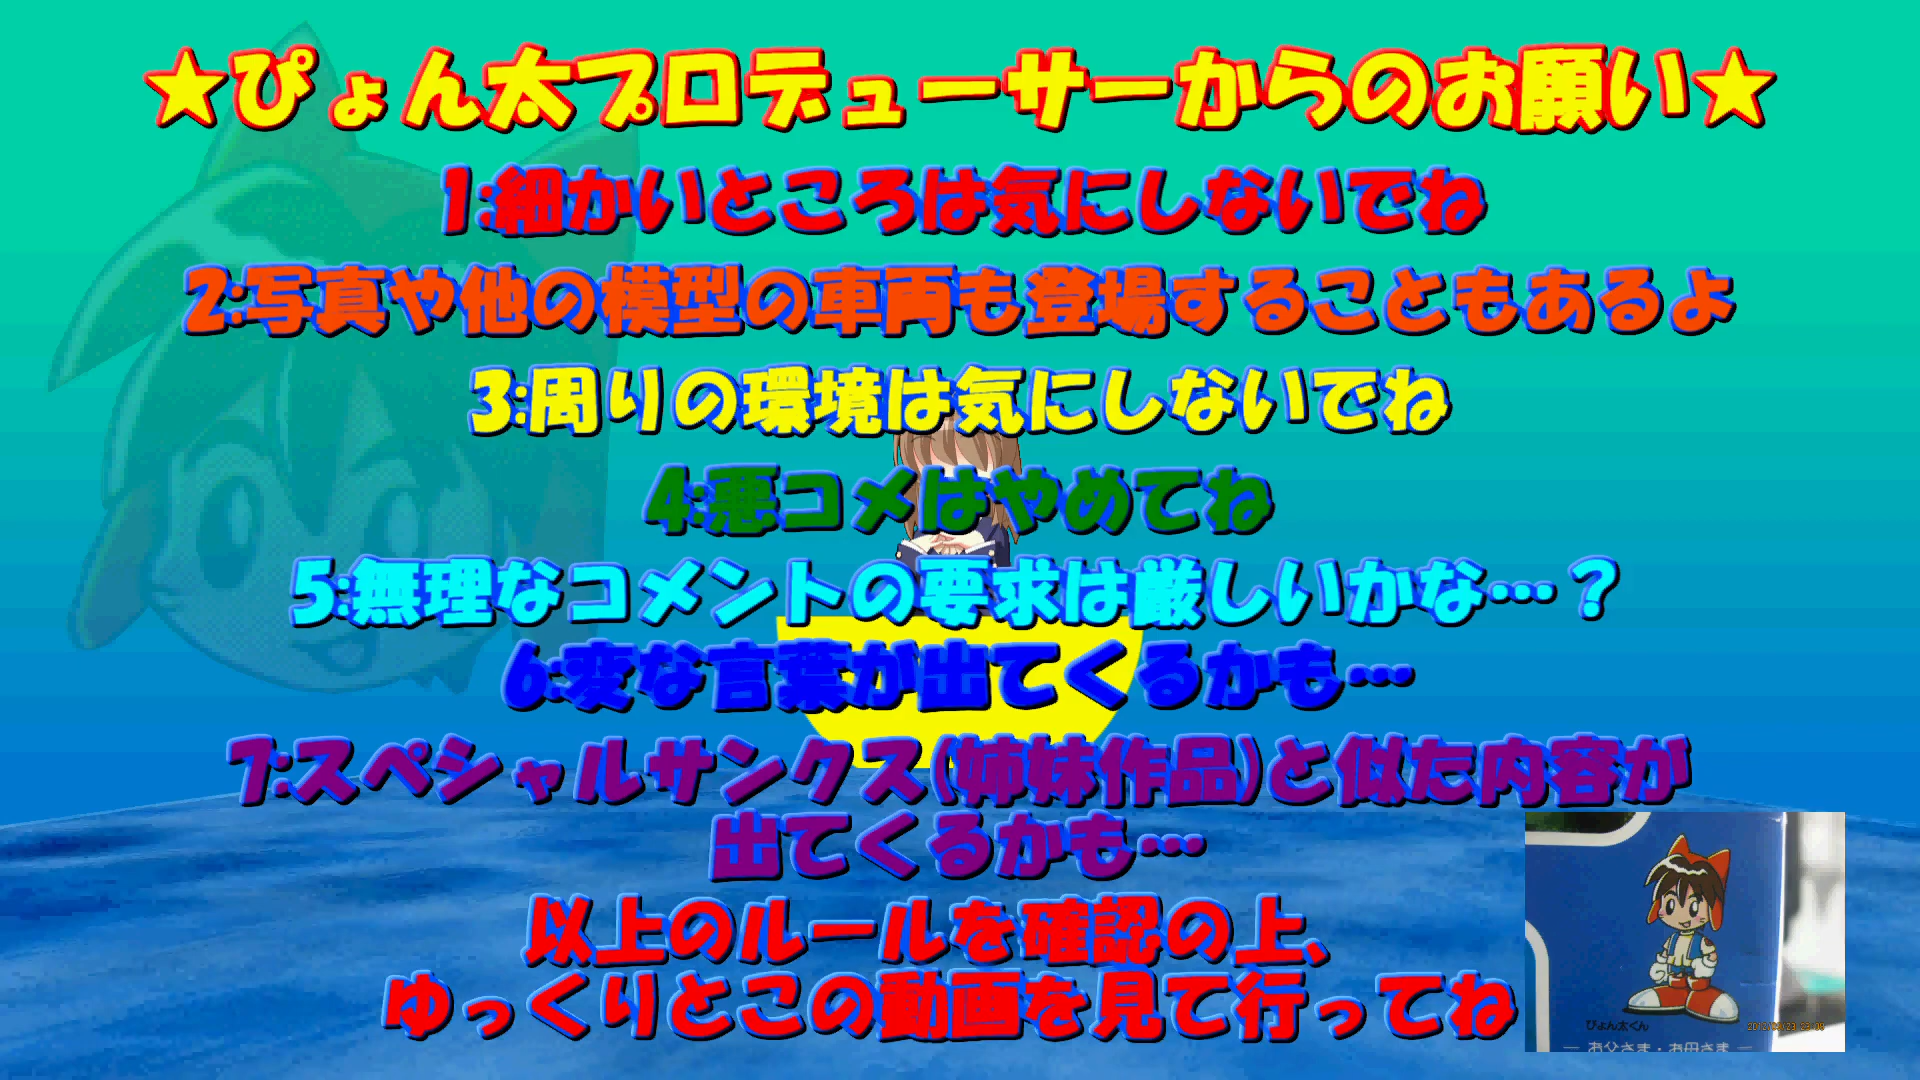 ★ぴょん太プロデューサーからのお願い★
1:細かいところは気にしないでね
2:写真や他の模型の車両も登場することもあるよ
3:周りの環境は気にしないでね
4:悪コメはやめてね
5:無理なコメントの要求は厳しいかな…？
6:変な言葉が出てくるかも…
7:スペシャルサンクス(姉妹作品)と似た内容が
出てくるかも…
以上のルールを確認の上、
ゆっくりとこの動画を見て行ってね
ぴょん太くん
― お父さま・お母さま ―